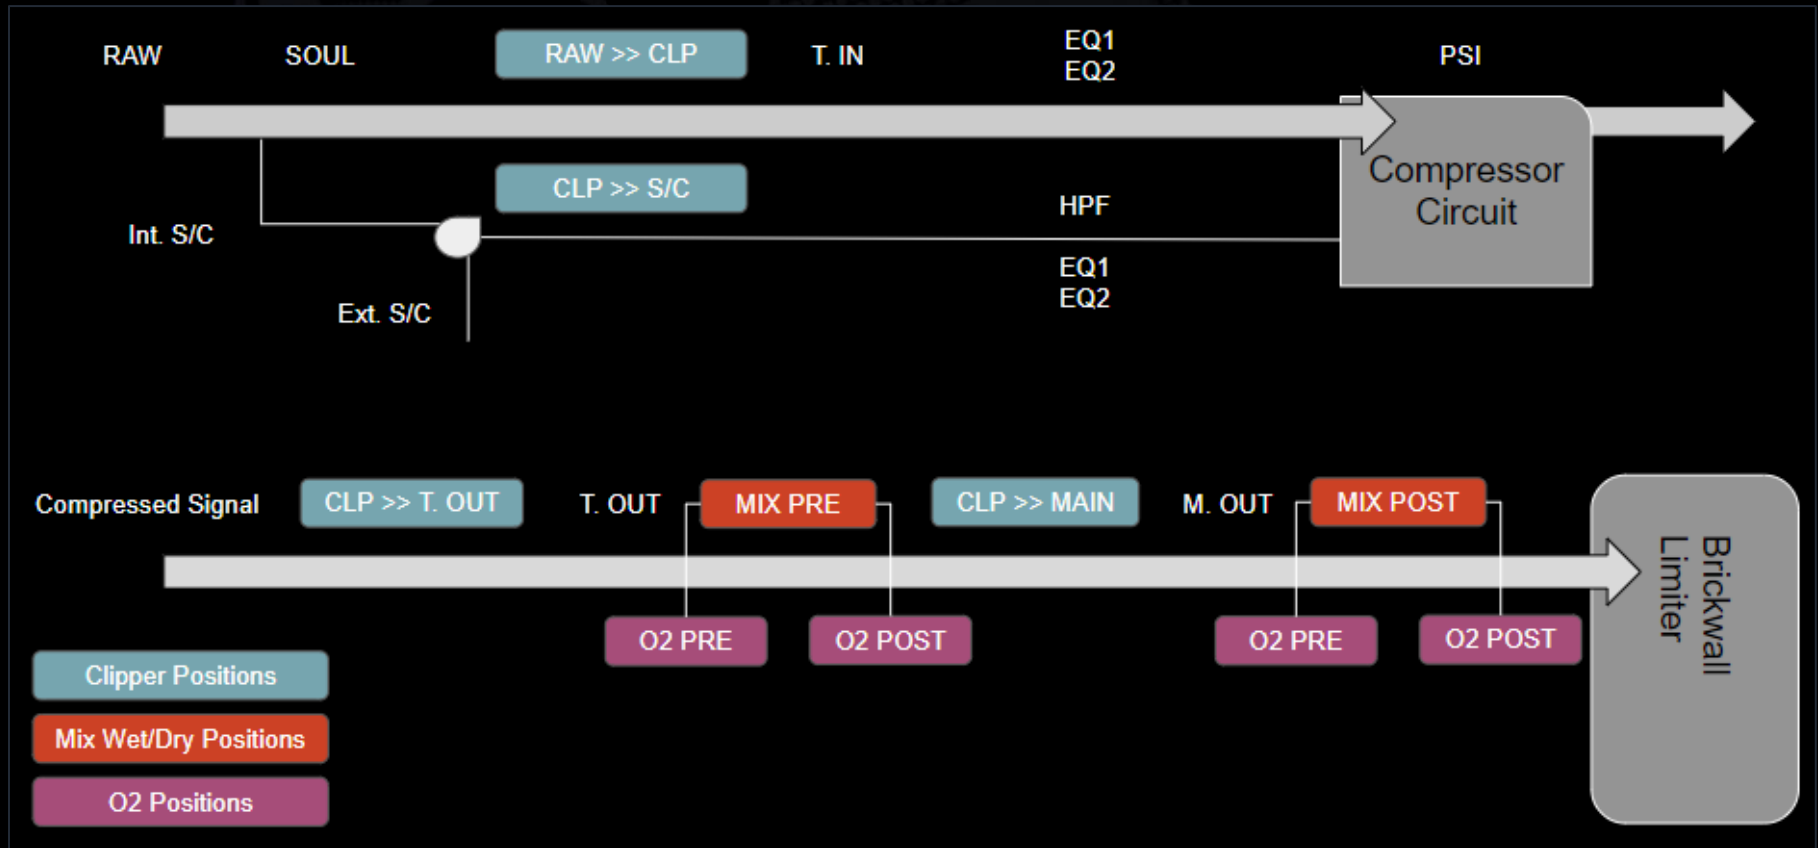 RAW
SOUL
RAW >> CLP
T. IN
EQ1
EQ2
PSI
CLP >> S/C
HPF
Compressor
Circuit
Int. S/C
EQ1
EQ2
Ext. S/C
Compressed Signal
CLP >> T. OUT
T. OUT
MIX PRE
CLP >> MAIN
M. OUT
MIX POST
Brickwall
Limiter
O2 PRE
O2 POST
O2 PRE
O2 POST
Clipper Positions
Mix Wet/Dry Positions
O2 Positions